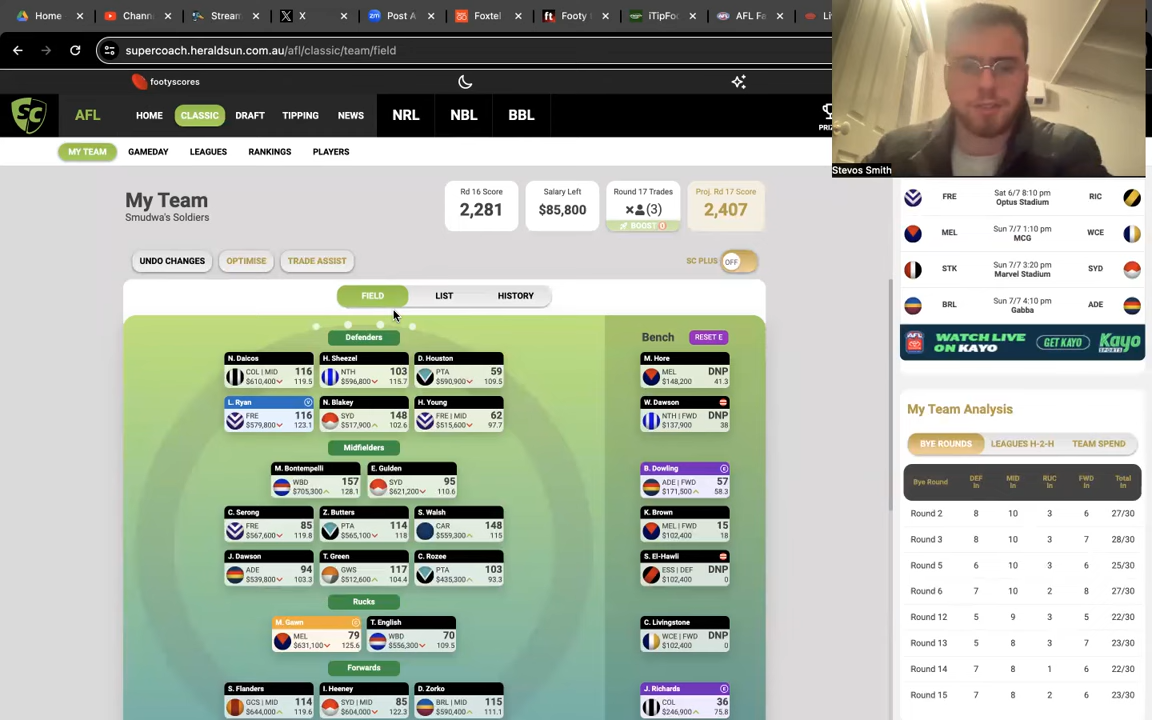 Home
Chann
Stream
X
Post A
Foxtel
Footy
iTipFoo
AFL Fa
Liv
supercoach.heraldsun.com.au/afl/classic/team/field
footyscores
SC AFL HOME CLASSIC DRAFT TIPPING NEWS NRL NBL BBL
PRIZ
MY TEAM GAMEDAY LEAGUES RANKINGS PLAYERS
Stevos Smith
My Team
Smudwa's Soldiers
Rd 16 Score
2,281
Salary Left
$85,800
Round 17 Trades
(3)
BOOST 0
Proj. Rd 17 Score
2,407
UNDO CHANGES OPTIMISE TRADE ASSIST
SC PLUS OFF
FIELD LIST HISTORY
Defenders
Bench RESET E
N. Daicos
COL | MID 116
$610,400 119.5
H. Sheezel
NTH 103
$596,800 115.7
D. Houston
PTA 59
$590,900 109.5
M. Hore
MEL DNP
$148,200 41.3
L. Ryan V
FRE 116
$579,800 123.1
N. Blakey
SYD 148
$517,900 102.6
H. Young
FRE | MID 62
$515,600 97.7
W. Dawson
NTH | FWD DNP
$137,900 38
Midfielders
M. Bontempelli
WBD 157
$705,300 128.1
E. Gulden
SYD 95
$621,200 110.6
B. Dowling E
ADE | FWD 57
$171,500 58.3
C. Serong
FRE 85
$567,600 119.8
Z. Butters
PTA 114
$565,100 118
S. Walsh
CAR 148
$559,300 115
K. Brown
MEL | FWD 15
$102,400 18
J. Dawson
ADE 94
$539,800 103.3
T. Green
GWS 117
$512,600 104.4
C. Rozee
PTA 103
$435,300 93.3
S. El-Hawli
ESS | DEF DNP
$102,400 0
Rucks
M. Gawn C
MEL 79
$631,100 125.6
T. English
WBD 70
$556,300 109.5
C. Livingstone
WCE | FWD DNP
$102,400 0
Forwards
S. Flanders
GCS | MID 114
$644,000 119.6
I. Heeney
SYD | MID 85
$604,000 122.3
D. Zorko
BRL | MID 115
$590,400 111.1
J. Richards E
COL 36
$246,900 75.8
FRE Sat 6/7 8:10 pm RIC
Optus Stadium
MEL Sun 7/7 1:10 pm WCE
MCG
STK Sun 7/7 3:20 pm SYD
Marvel Stadium
BRL Sun 7/7 4:10 pm ADE
Gabba
WATCH LIVE
ON KAYO
GET KAYO
Kayo
SPORTS
My Team Analysis
BYE ROUNDS LEAGUES H-2-H TEAM SPEND
Bye Round DEF In MID In RUC In FWD In Total In
Round 2 8 10 3 6 27/30
Round 3 8 10 3 7 28/30
Round 5 6 10 3 6 25/30
Round 6 7 10 2 8 27/30
Round 12 5 9 3 5 22/30
Round 13 5 8 3 7 23/30
Round 14 7 8 1 6 22/30
Round 15 7 8 2 6 23/30